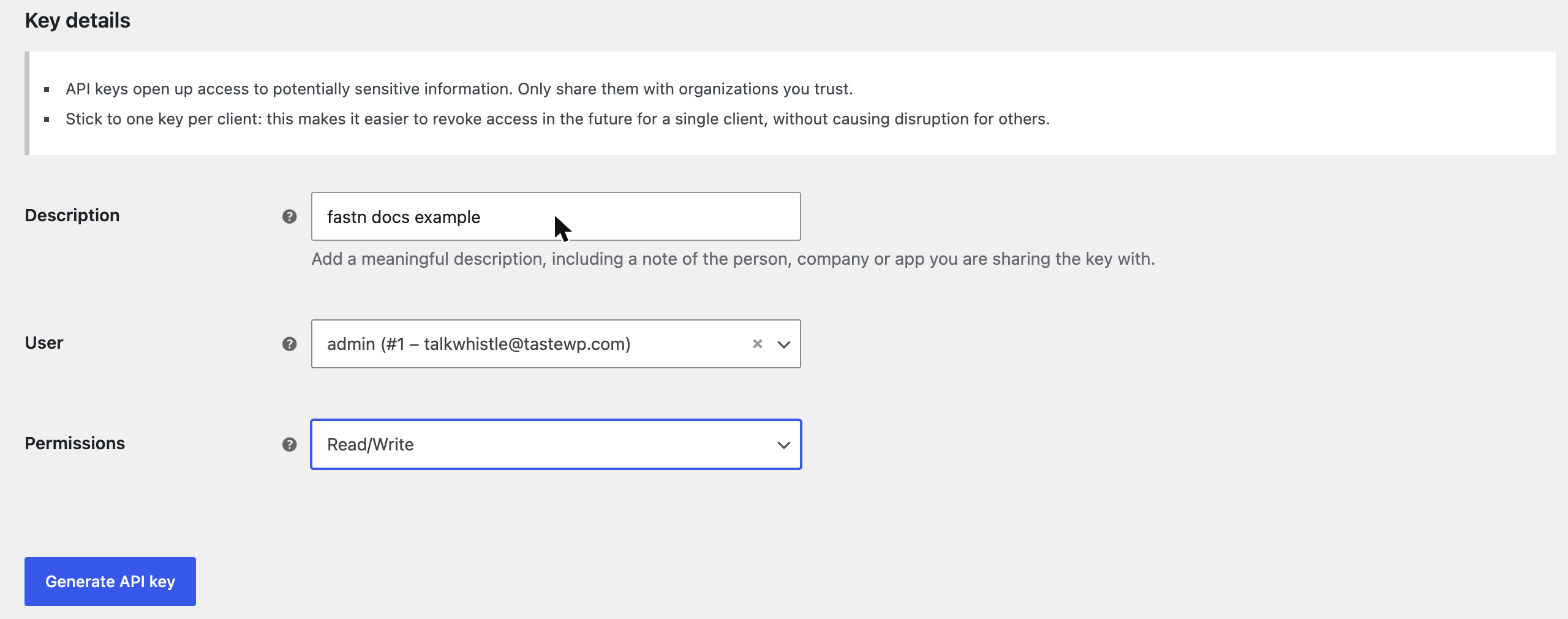 Key details
API keys open up access to potentially sensitive information. Only share them with organizations you trust.
Stick to one key per client: this makes it easier to revoke access in the future for a single client, without causing disruption for others.
Description
?
fastn docs example
Add a meaningful description, including a note of the person, company or app you are sharing the key with.
User
?
admin (#1 – talkwhistle@tastewp.com)
×
Permissions
?
Read/Write
Generate API key